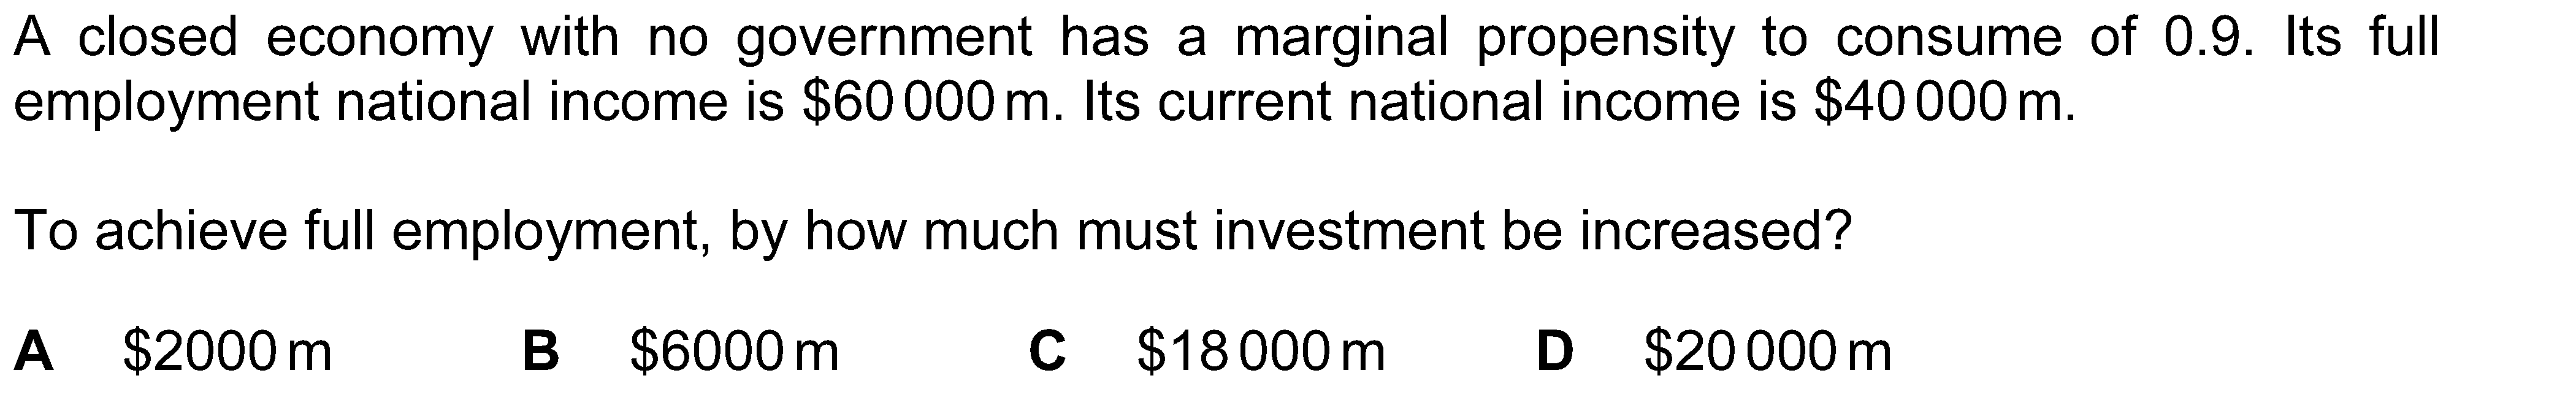 A closed economy with no government has a marginal propensity to consume of 0.9. Its full
employment national income is $60 000 m. Its current national income is $40 000 m.
To achieve full employment, by how much must investment be increased?
A $2000 m B $6000 m C $18 000 m D $20 000 m